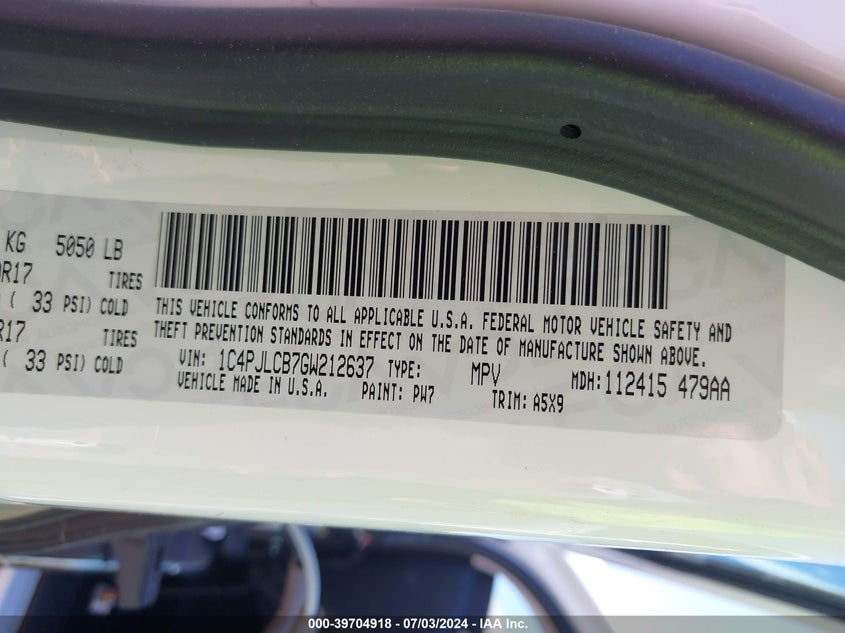 KG 5050 LB
R17 TIRES
( 33 PSI) COLD
R17 TIRES
( 33 PSI) COLD
THIS VEHICLE CONFORMS TO ALL APPLICABLE U.S.A. FEDERAL MOTOR VEHICLE SAFETY AND
THEFT PREVENTION STANDARDS IN EFFECT ON THE DATE OF MANUFACTURE SHOWN ABOVE.
VIN: 1C4PJLCB7GW212637 TYPE: MPV MDH: 112415 479AA
VEHICLE MADE IN U.S.A. PAINT: PW7 TRIM: A5X9
000-39704918 - 07/03/2024 - IAA Inc.